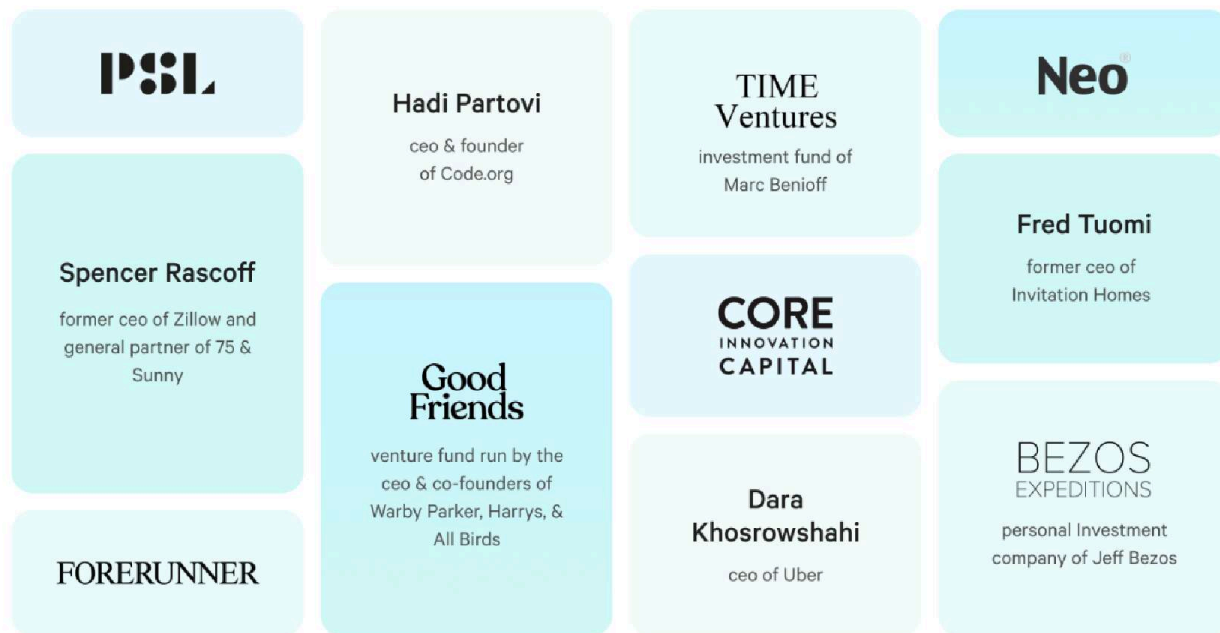 PSL
Spencer Rascoff
former ceo of Zillow and
general partner of 75 &
Sunny
FORERUNNER
Hadi Partovi
ceo & founder
of Code.org
Good
Friends
venture fund run by the
ceo & co-founders of
Warby Parker, Harrys, &
All Birds
TIME
Ventures
investment fund of
Marc Benioff
CORE
INNOVATION
CAPITAL
Dara
Khosrowshahi
ceo of Uber
Neo®
Fred Tuomi
former ceo of
Invitation Homes
BEZOS
EXPEDITIONS
personal Investment
company of Jeff Bezos